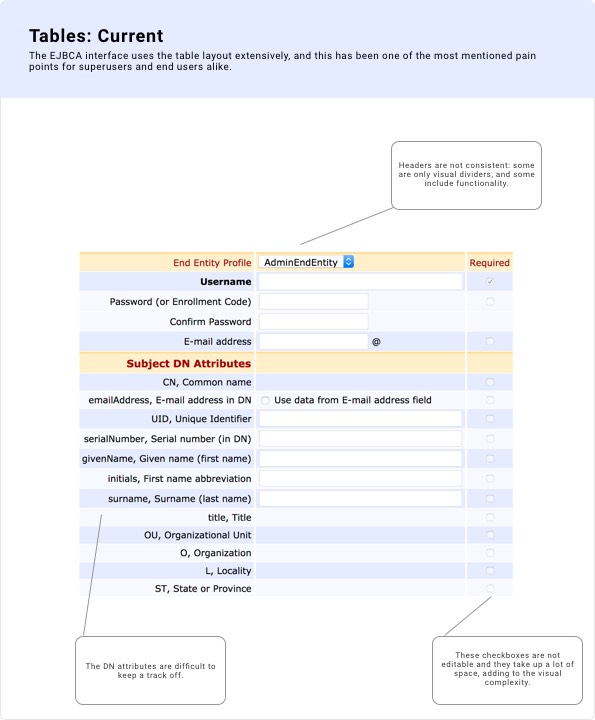 Tables: Current
The EJBCA interface uses the table layout extensively, and this has been one of the most mentioned pain
points for superusers and end users alike.
Headers are not consistent: some
are only visual dividers, and some
include functionality.
End Entity Profile AdminEndEntity Required
Username
Password (or Enrollment Code)
Confirm Password
E-mail address @
Subject DN Attributes
CN, Common name
emailAddress, E-mail address in DN Use data from E-mail address field
UID, Unique Identifier
serialNumber, Serial number (in DN)
givenName, Given name (first name)
initials, First name abbreviation
surname, Surname (last name)
title, Title
OU, Organizational Unit
O, Organization
L, Locality
ST, State or Province
The DN attributes are difficult to
keep a track off.
These checkboxes are not
editable and they take up a lot of
space, adding to the visual
complexity.